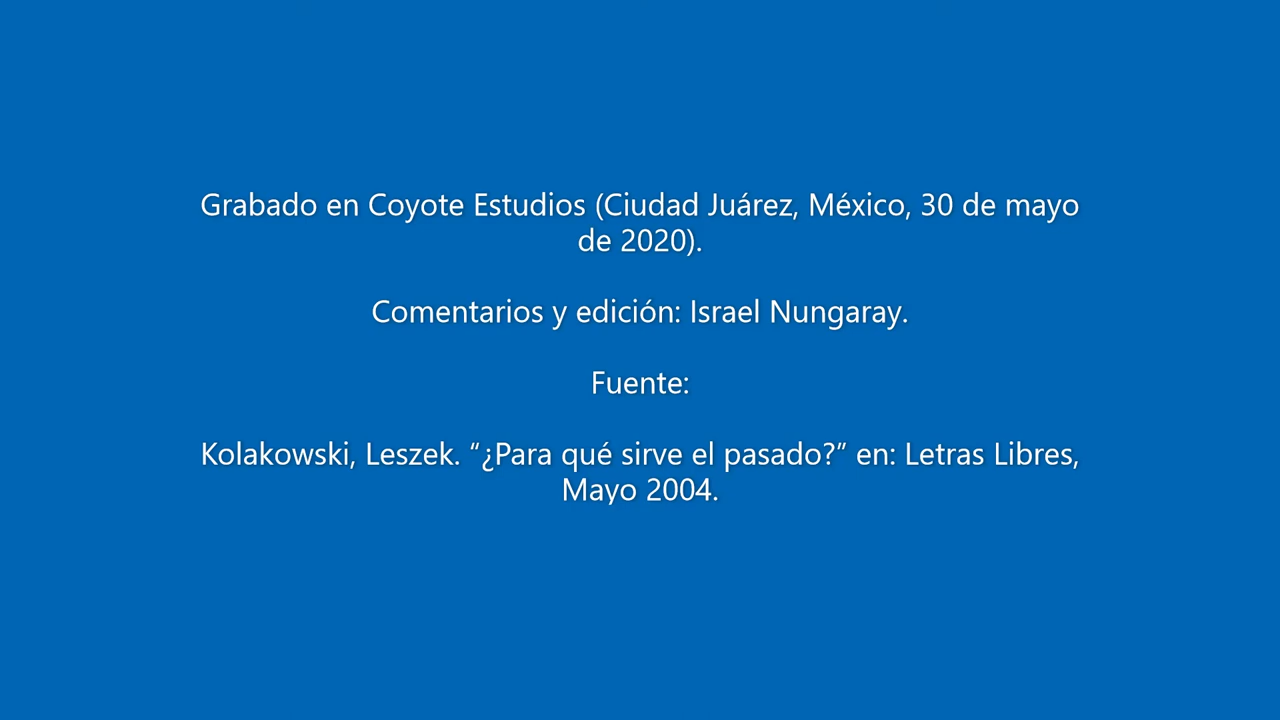 Grabado en Coyote Estudios (Ciudad Juárez, México, 30 de mayo
de 2020).
Comentarios y edición: Israel Nungaray.
Fuente:
Kolakowski, Leszek. “¿Para qué sirve el pasado?” en: Letras Libres,
Mayo 2004.